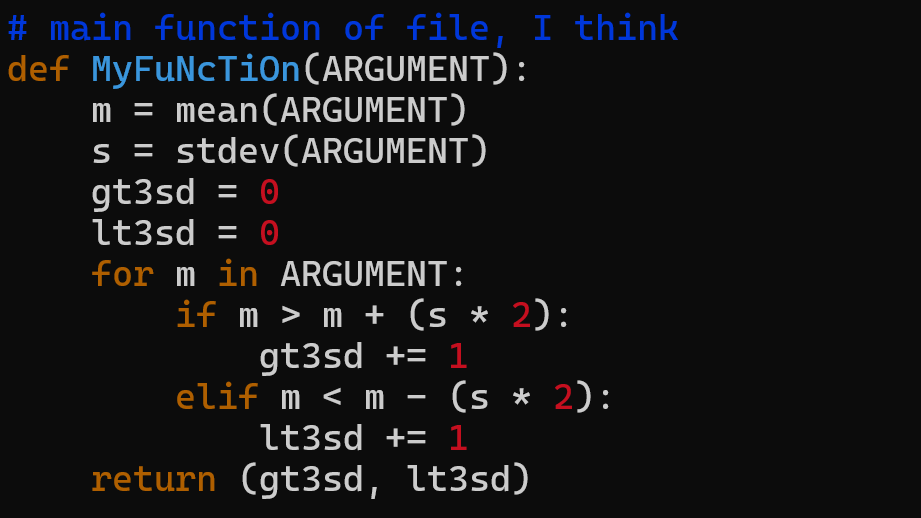 # main function of file, I think
def MyFuNcTiOn(ARGUMENT):
    m = mean(ARGUMENT)
    s = stdev(ARGUMENT)
    gt3sd = 0
    lt3sd = 0
    for m in ARGUMENT:
        if m > m + (s * 2):
            gt3sd += 1
        elif m < m - (s * 2):
            lt3sd += 1
    return (gt3sd, lt3sd)